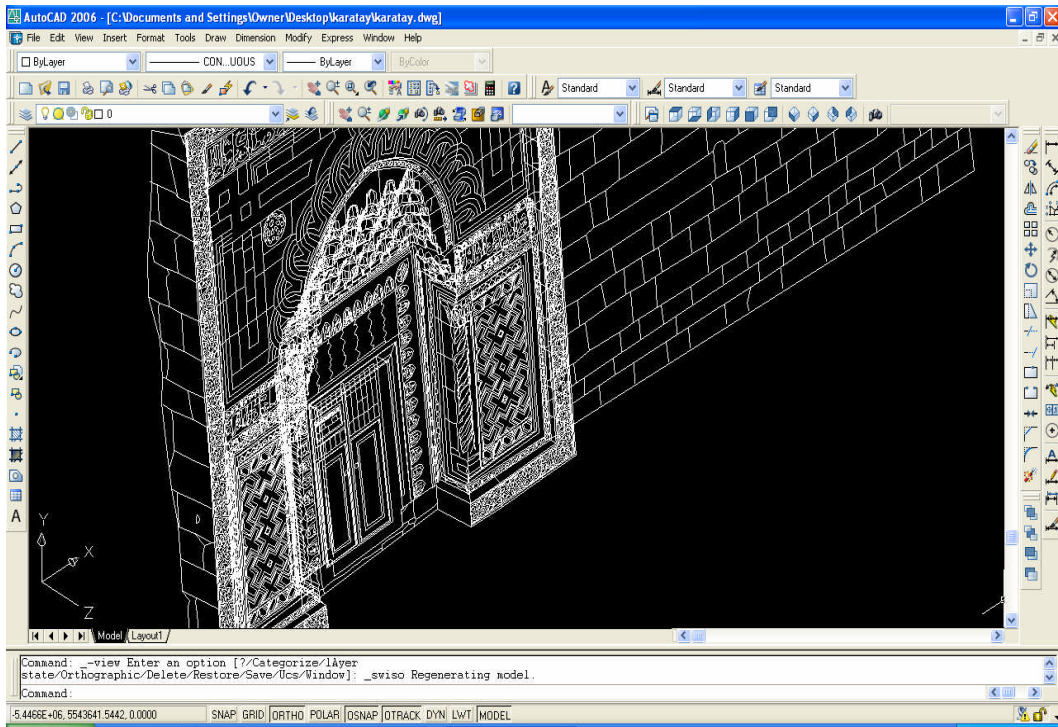 AutoCAD 2006 - [C:\Documents and Settings\Owner\Desktop\karatay\karatay.dwg]
File Edit View Insert Format Tools Draw Dimension Modify Express Window Help
ByLayer CON...UOUS ByLayer ByColor
Standard Standard Standard
0
A
Y
X
Z
Model Layout1
Command: _-view Enter an option [?/Categorize/lAyer
state/Orthographic/Delete/Restore/Save/Ucs/Window]: _swiso Regenerating model.
Command:
-5.4466E+06, 5543641.5442, 0.0000 SNAP GRID ORTHO POLAR OSNAP OTRACK DYN LWT MODEL